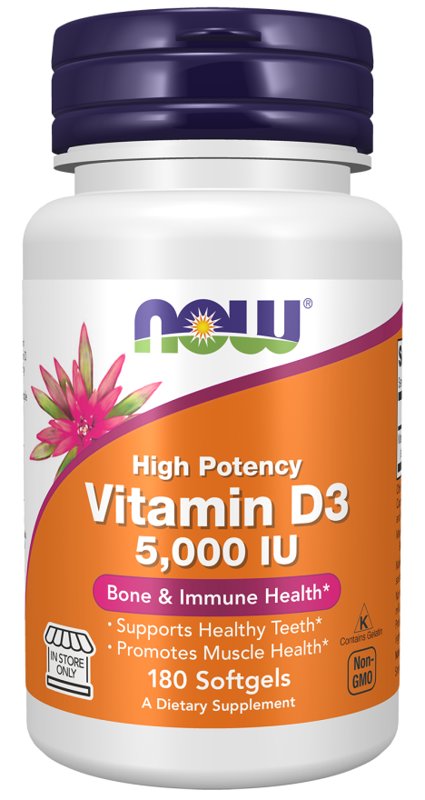 now®
High Potency
Vitamin D3
5,000 IU
Bone & Immune Health*
• Supports Healthy Teeth*
• Promotes Muscle Health*
180 Softgels
A Dietary Supplement
IN STORE
ONLY
K
Contains Gelatin
Non-
GMO